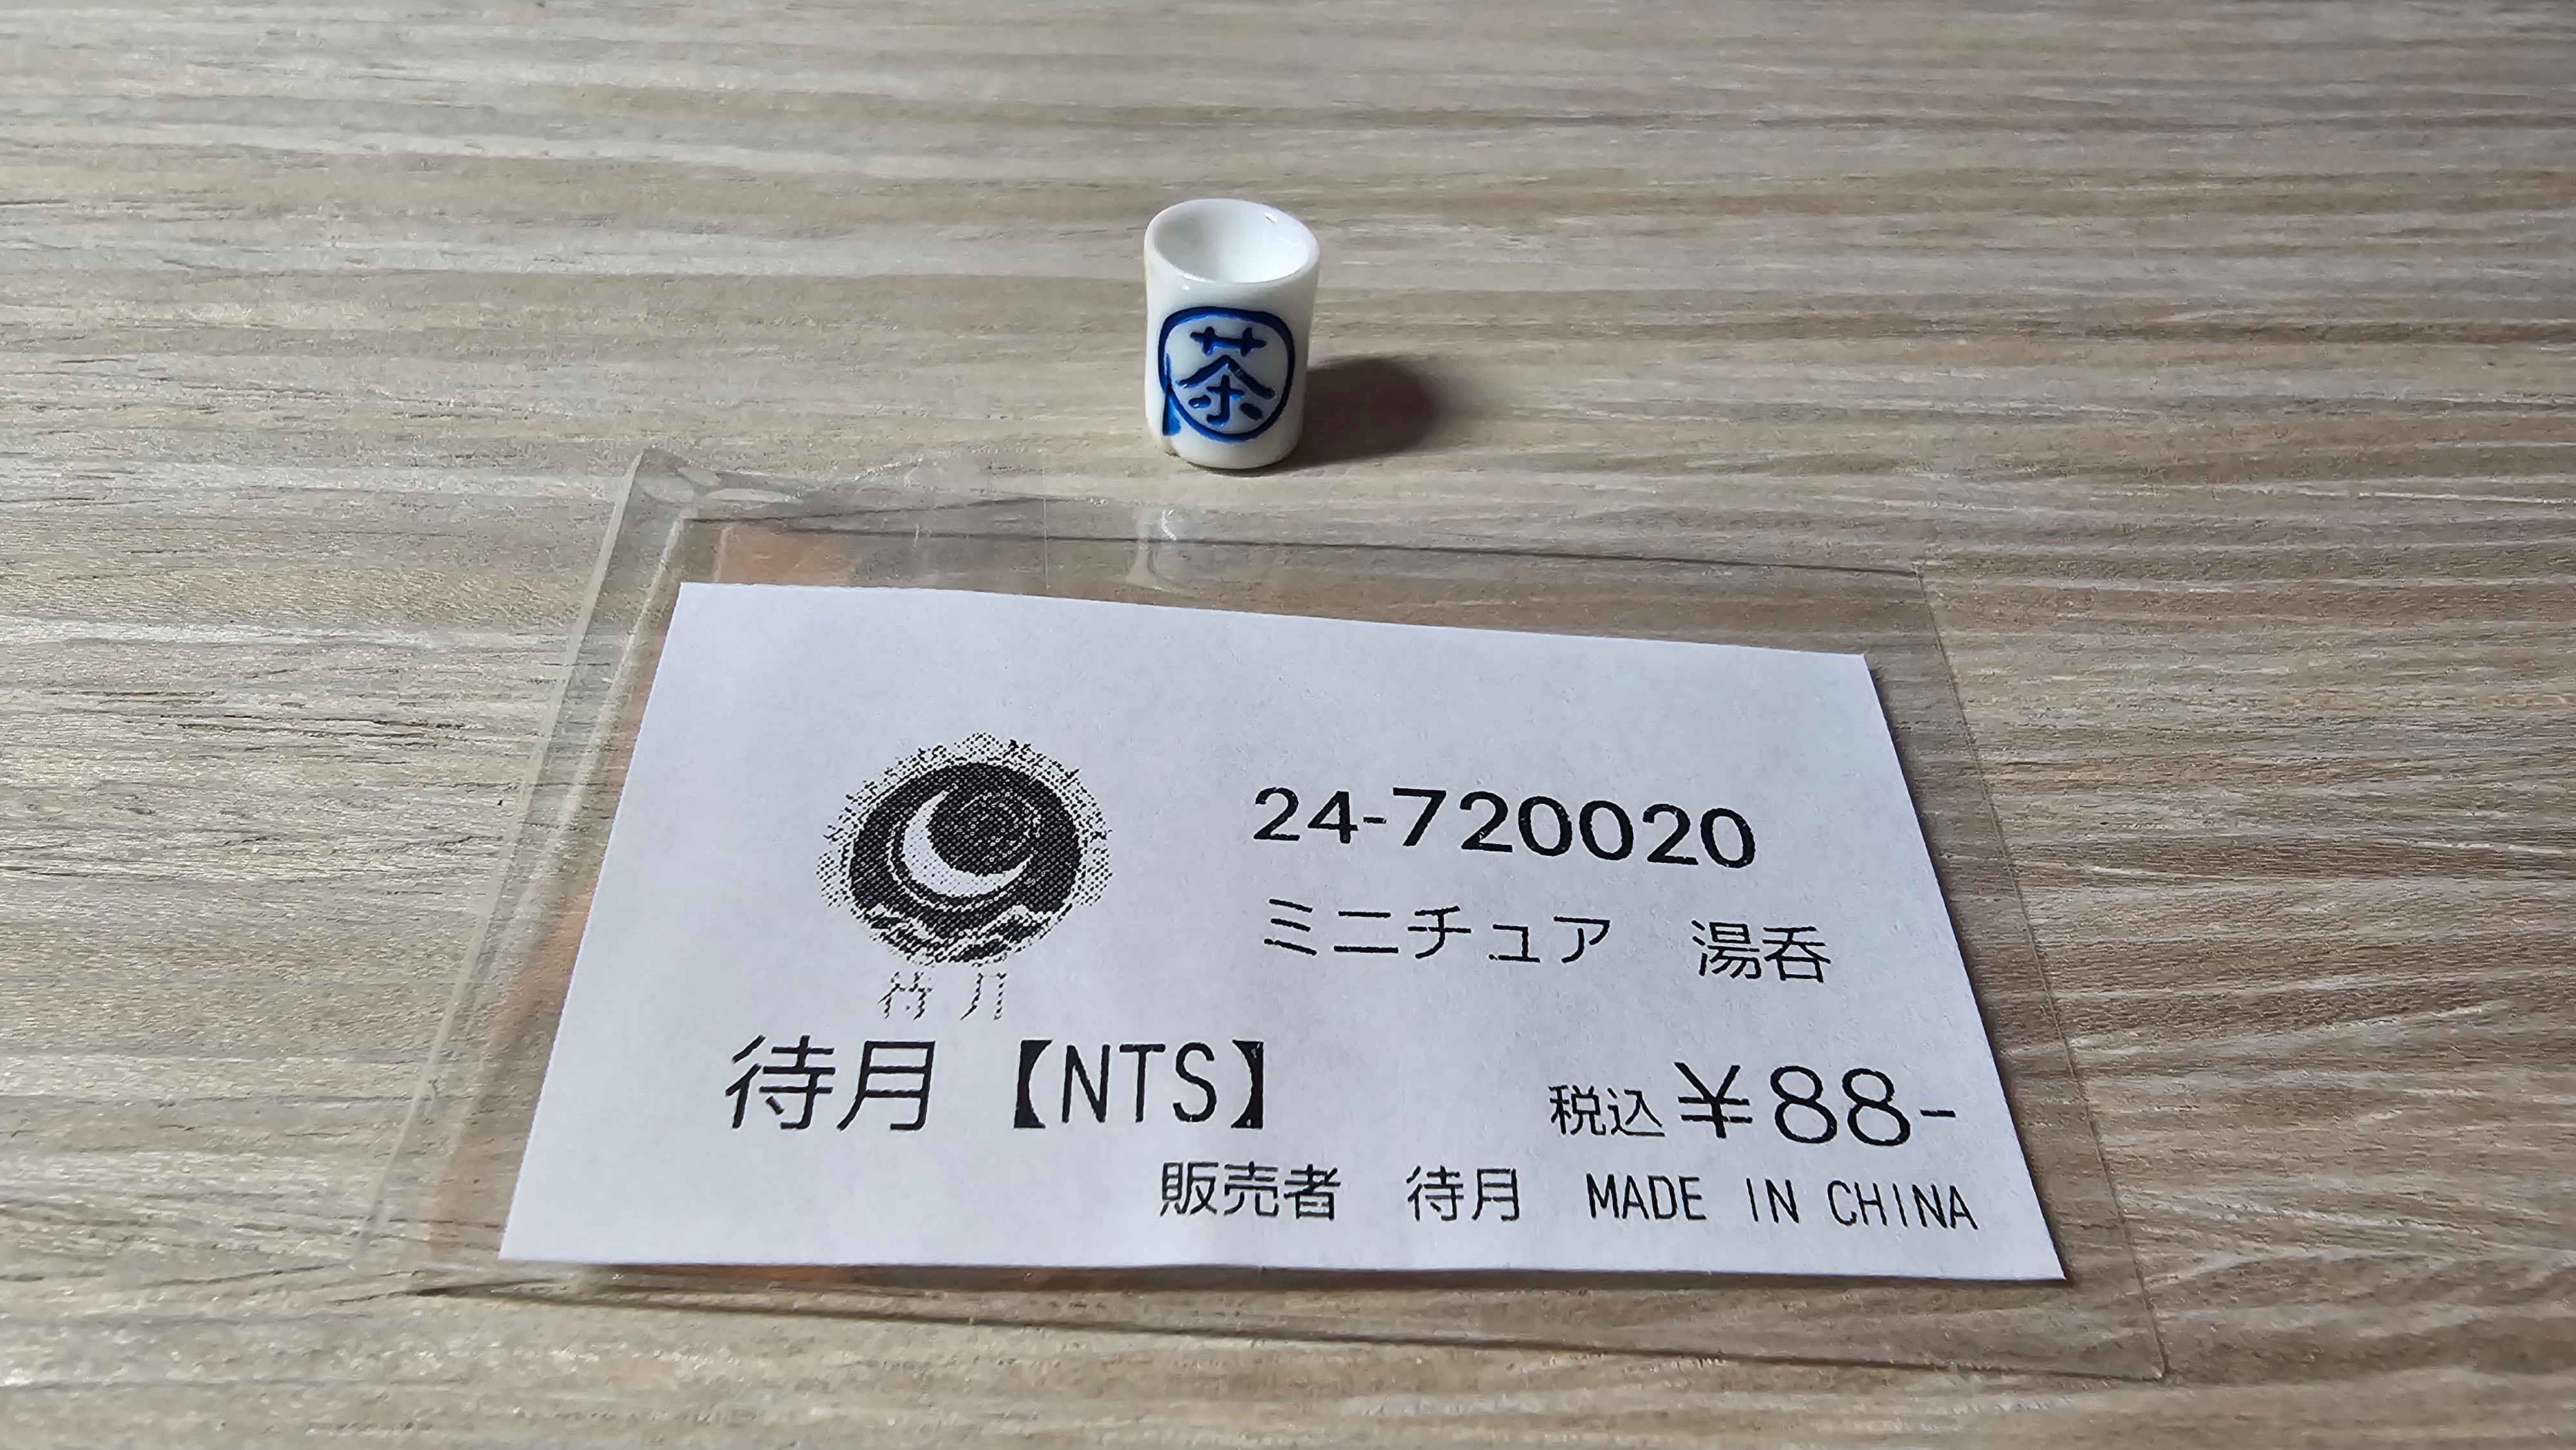 茶
24-720020
ミニチュア 湯呑
待月
待月【NTS】
税込¥88-
販売者 待月 MADE IN CHINA